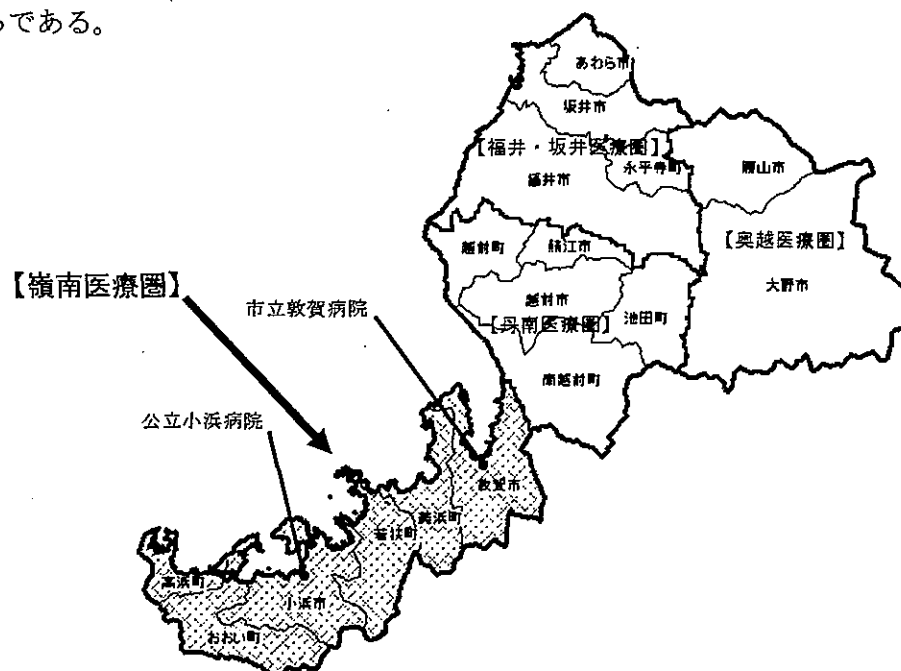 らである。
あわら市
坂井市
【福井・坂井医療圏】
永平寺町
勝山市
福井市
【奥越医療圏】
越前町
鯖江市
大野市
【嶺南医療圏】
市立敦賀病院
越前市
【丹南医療圏】
池田町
南越前町
公立小浜病院
敦賀市
美浜町
若狭町
高浜町
小浜市
おおい町